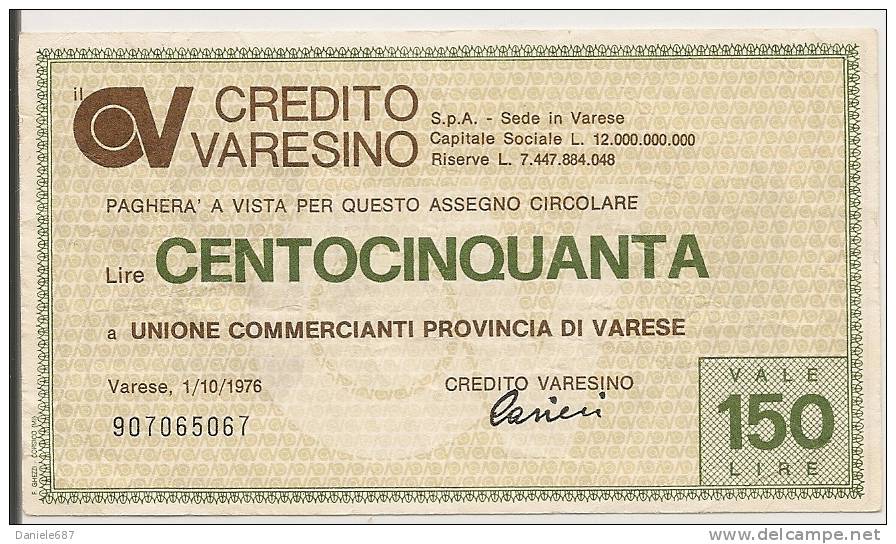 il CREDITO VARESINO
S.p.A. - Sede in Varese
Capitale Sociale L. 12.000.000.000
Riserve L. 7.447.884.048
PAGHERA' A VISTA PER QUESTO ASSEGNO CIRCOLARE
Lire CENTOCINQUANTA
a UNIONE COMMERCIANTI PROVINCIA DI VARESE
Varese, 1/10/1976
CREDITO VARESINO
907065067
VALE
150
LIRE
Daniele687
www.delcampe.net